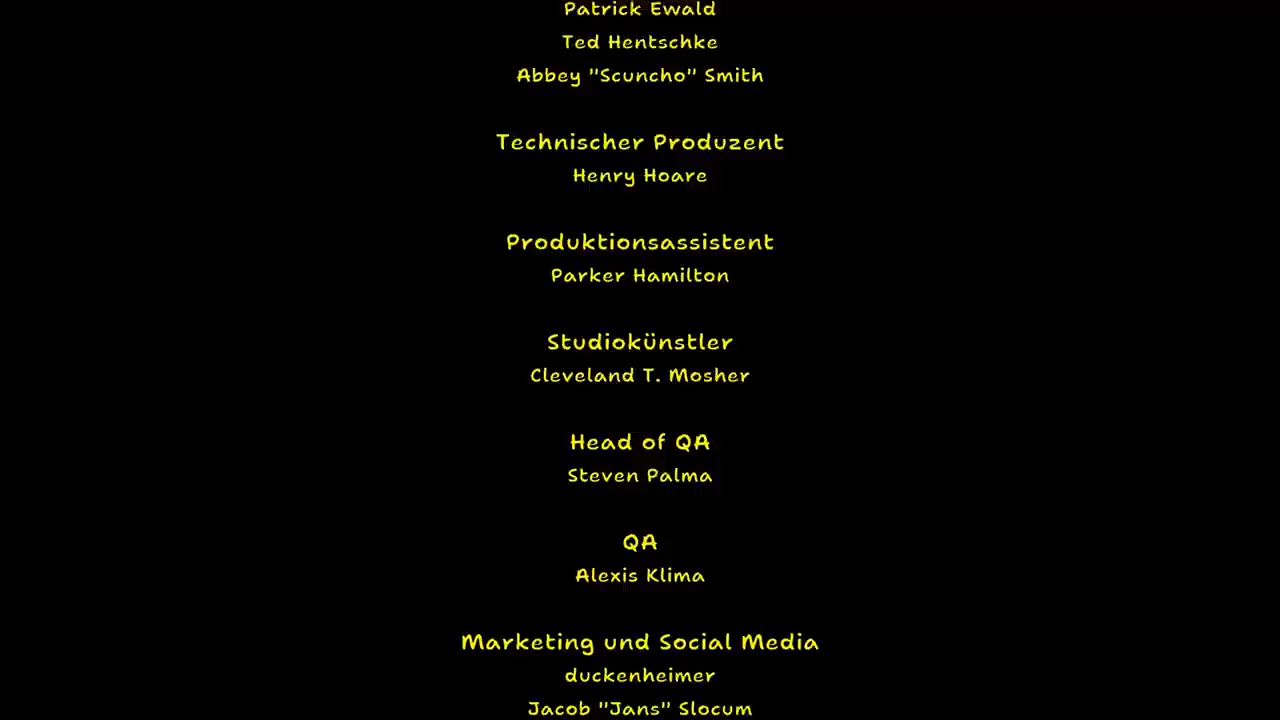 Patrick Ewald
Ted Hentschke
Abbey "Scuncho" Smith
Technischer Produzent
Henry Hoare
Produktionsassistent
Parker Hamilton
Studiokünstler
Cleveland T. Mosher
Head of QA
Steven Palma
QA
Alexis Klima
Marketing und Social Media
duckenheimer
Jacob "Jans" Slocum